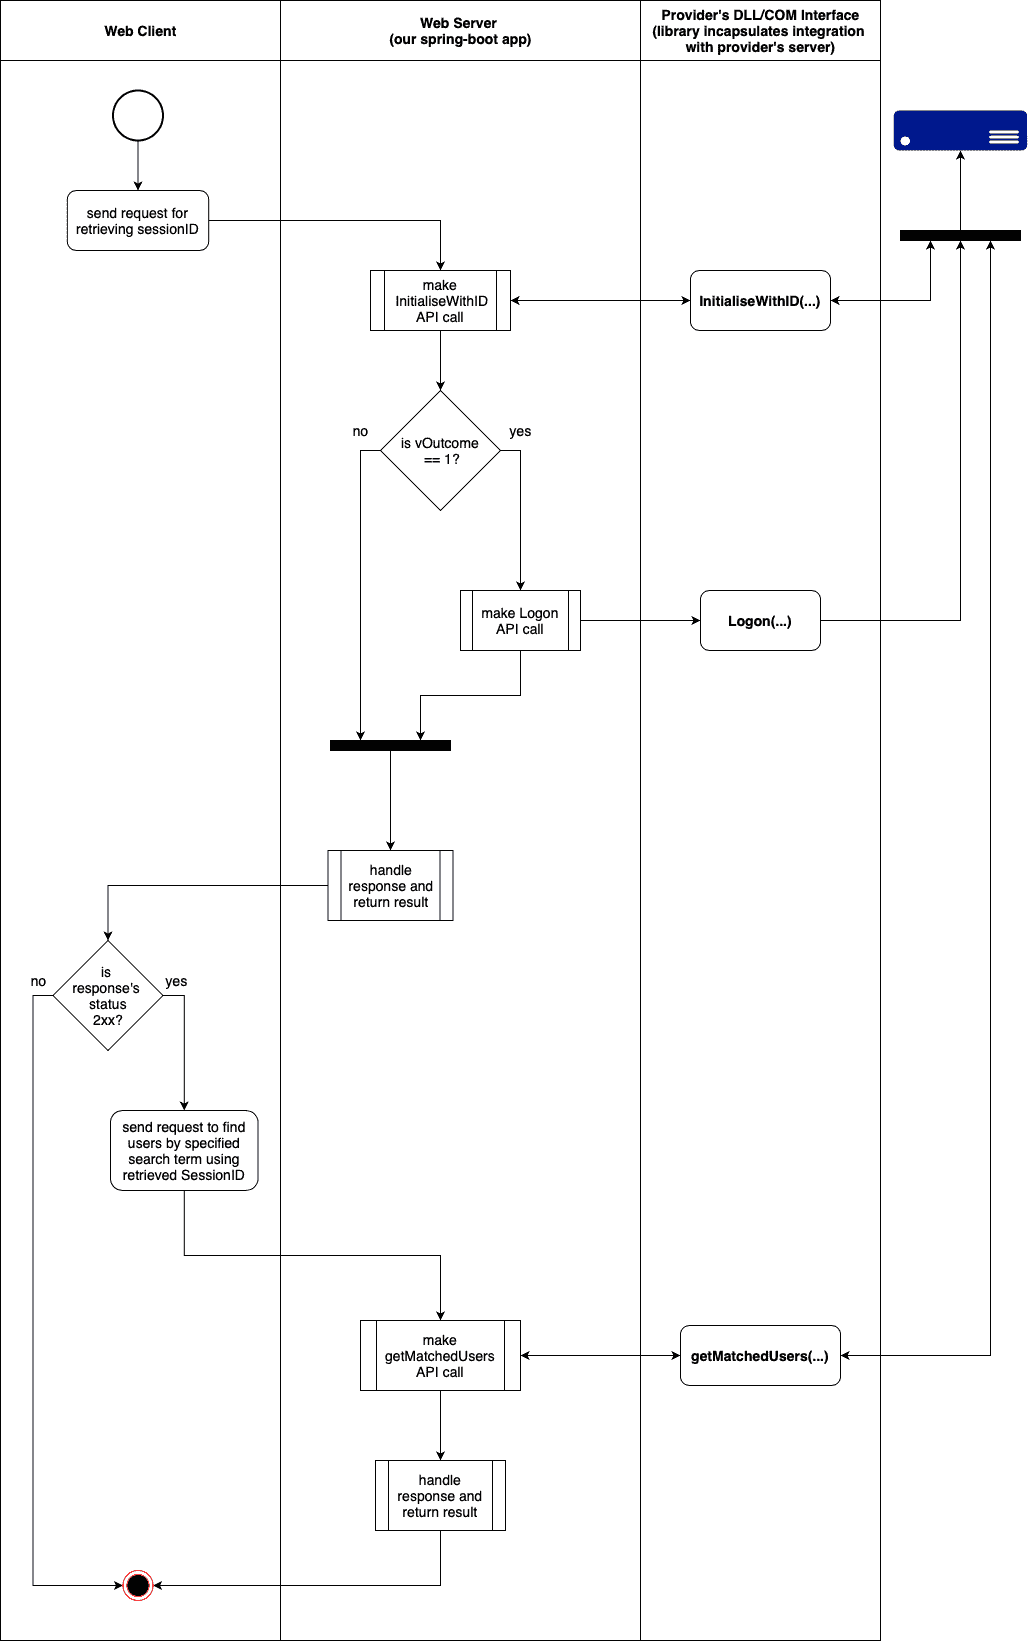 Web Client
Web Server
(our spring-boot app)
Provider's DLL/COM Interface
(library incapsulates integration
with provider's server)
send request for
retrieving sessionID
make
InitialiseWithID
API call
InitialiseWithID(...)
no
yes
is vOutcome
== 1?
make Logon
API call
Logon(...)
handle
response and
return result
no
yes
is
response's
status
2xx?
send request to find
users by specified
search term using
retrieved SessionID
make
getMatchedUsers
API call
getMatchedUsers(...)
handle
response and
return result